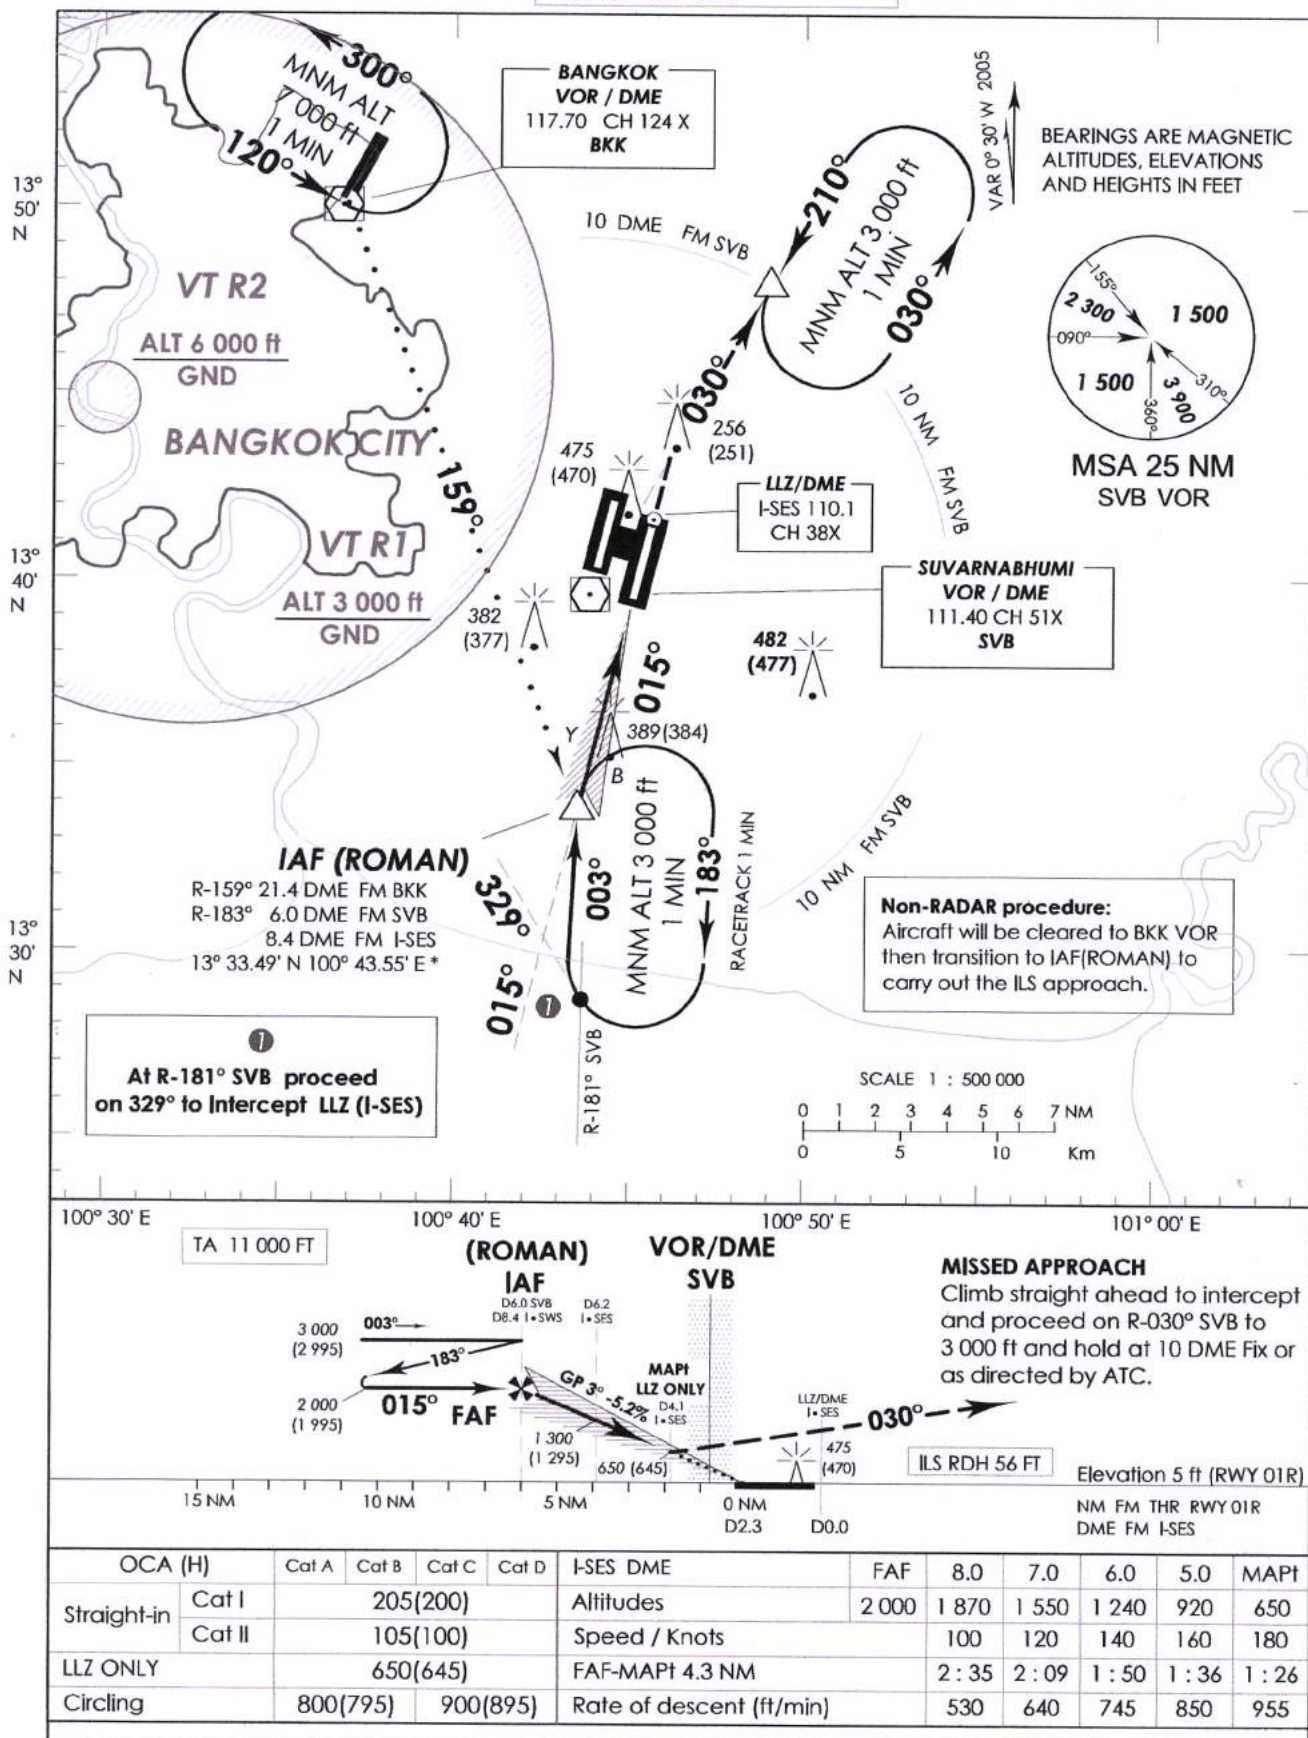 300°
MNM ALT
7 000 ft
1 MIN
120°
BANGKOK
VOR / DME
117.70 CH 124 X
BKK
VAR 0° 30' W 2005
BEARINGS ARE MAGNETIC
ALTITUDES, ELEVATIONS
AND HEIGHTS IN FEET
13°
50'
N
10 DME FM SVB
210°
MNM ALT 3 000 ft
1 MIN
030°
030°
VT R2
ALT 6 000 ft
GND
BANGKOK CITY
155°
2 300
1 500
090°
1 500
3 900
310°
360°
MSA 25 NM
SVB VOR
10 NM FM SVB
256
(251)
475
(470)
159°
LLZ/DME
I-SES 110.1
CH 38X
VT R1
ALT 3 000 ft
GND
13°
40'
N
SUVARNABHUMI
VOR / DME
111.40 CH 51X
SVB
382
(377)
482
(477)
015°
Y
389(384)
B
10 NM FM SVB
IAF (ROMAN)
R-159° 21.4 DME FM BKK
R-183° 6.0 DME FM SVB
8.4 DME FM I-SES
13° 33.49' N 100° 43.55' E *
329°
003°
MNM ALT 3 000 ft
1 MIN
183°
RACETRACK 1 MIN
13°
30'
N
Non-RADAR procedure:
Aircraft will be cleared to BKK VOR
then transition to IAF(ROMAN) to
carry out the ILS approach.
015°
1
R-181° SVB
1
At R-181° SVB proceed
on 329° to Intercept LLZ (I-SES)
SCALE 1 : 500 000
0 1 2 3 4 5 6 7 NM
0 5 10 Km
100° 30' E 100° 40' E 100° 50' E 101° 00' E
TA 11 000 FT
(ROMAN)
IAF
D6.0 SVB
D8.4 I•SWS
D6.2
I•SES
VOR/DME
SVB
MISSED APPROACH
Climb straight ahead to intercept
and proceed on R-030° SVB to
3 000 ft and hold at 10 DME Fix or
as directed by ATC.
3 000
(2 995)
003°
183°
2 000
(1 995)
015° FAF
GP 3° -5.2%
MAPt
LLZ ONLY
D4.1
I•SES
1 300
(1 295)
650 (645)
LLZ/DME
I•SES
030°
475
(470)
ILS RDH 56 FT
Elevation 5 ft (RWY 01R)
15 NM 10 NM 5 NM 0 NM
D2.3 D0.0
NM FM THR RWY 01R
DME FM I-SES
OCA (H) Cat A Cat B Cat C Cat D I-SES DME FAF 8.0 7.0 6.0 5.0 MAPt
Straight-in Cat I 205(200) Altitudes 2 000 1 870 1 550 1 240 920 650
Cat II 105(100) Speed / Knots 100 120 140 160 180
LLZ ONLY 650(645) FAF-MAPt 4.3 NM 2 : 35 2 : 09 1 : 50 1 : 36 1 : 26
Circling 800(795) 900(895) Rate of descent (ft/min) 530 640 745 850 955